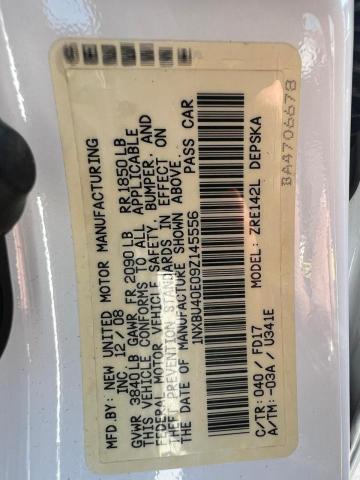 MFD.BY: NEW UNITED MOTOR MANUFACTURING
INC. 12/08
GVWR 3840LB GAWR FR 2090LB RR 1850LB
THIS VEHICLE CONFORMS TO ALL
FEDERAL MOTOR VEHICLE SAFETY, BUMPER, AND
THEFT PREVENTION STANDARDS IN EFFECT ON
THE DATE OF MANUFACTURE SHOWN ABOVE.
1NXBU40E09Z145556 PASS CAR
MODEL: ZRE142L DEPSKA
C/TR: 040 / FD17
A/TM: -03A / U341E
BA4706678